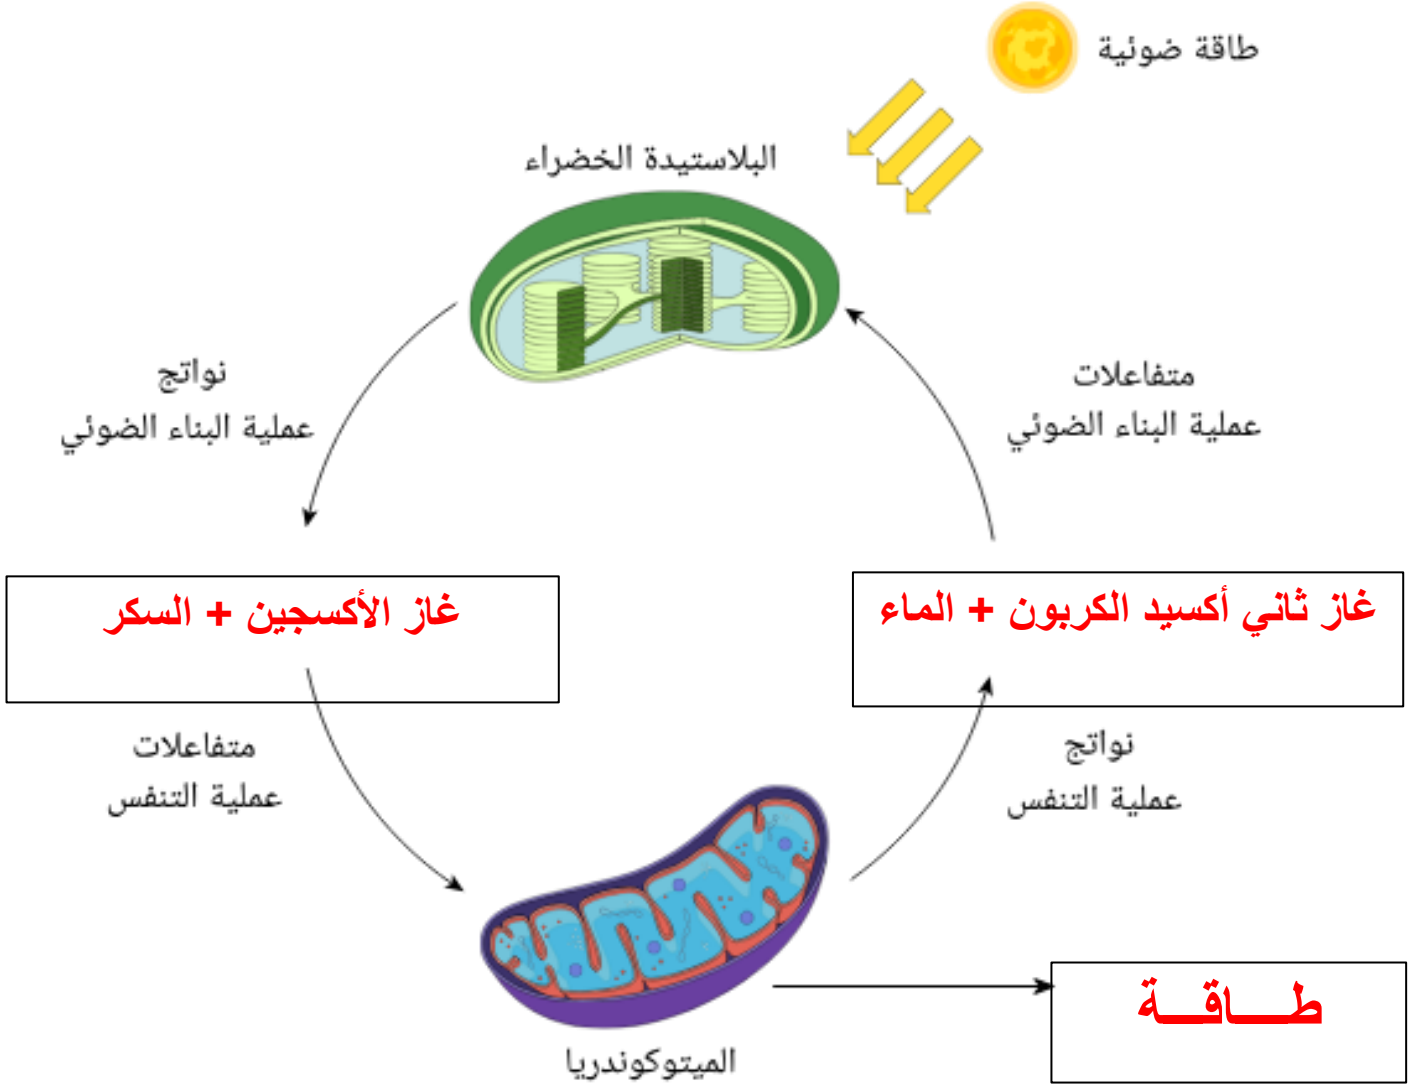 طاقة ضوئية
البلاستيدة الخضراء
متفاعلات
عملية البناء الضوئي
نواتج
عملية البناء الضوئي
غاز ثاني أكسيد الكربون + الماء
غاز الأكسجين + السكر
نواتج
عملية التنفس
متفاعلات
عملية التنفس
طـــاقـــة
الميتوكوندريا